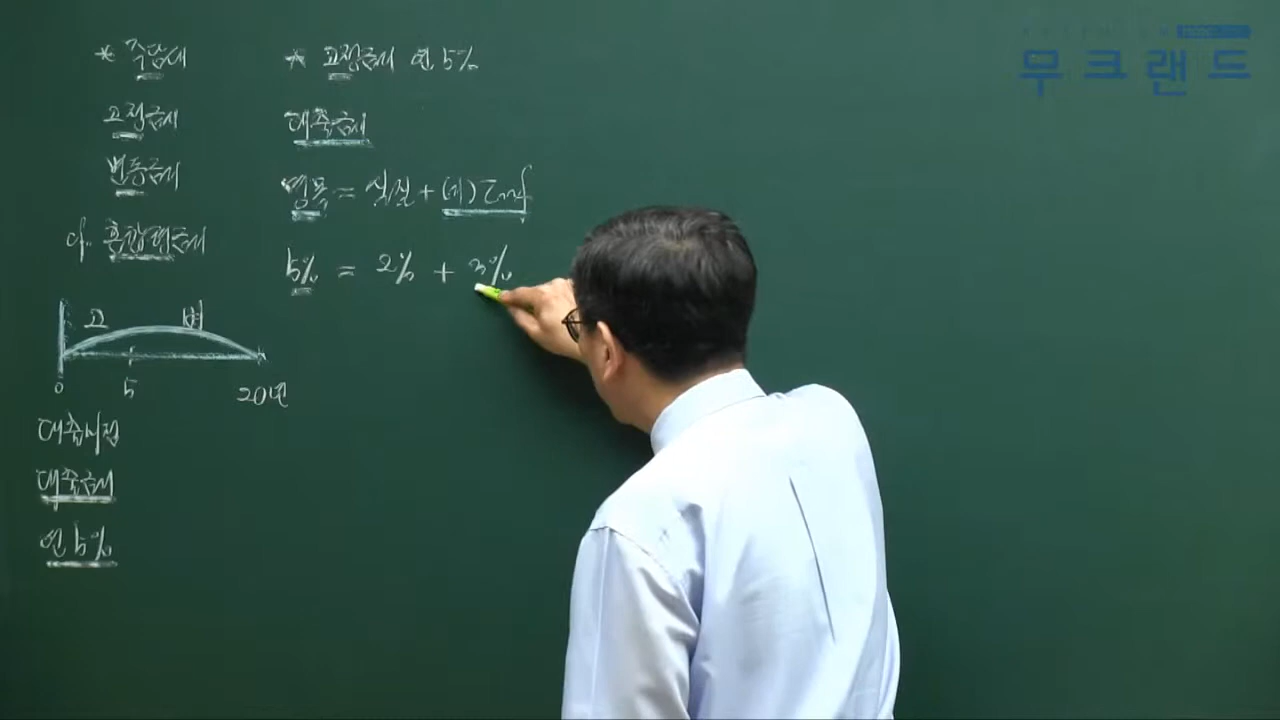 * 주담대
고정금리
변동금리
cf. 혼합형금리
고 변
0 5 20년
대출시점
대출금리
연 5%
* 고정금리 연 5%
대출금리
명목 = 실질 + (예) Inf
5% = 2% + 3%
무크랜드